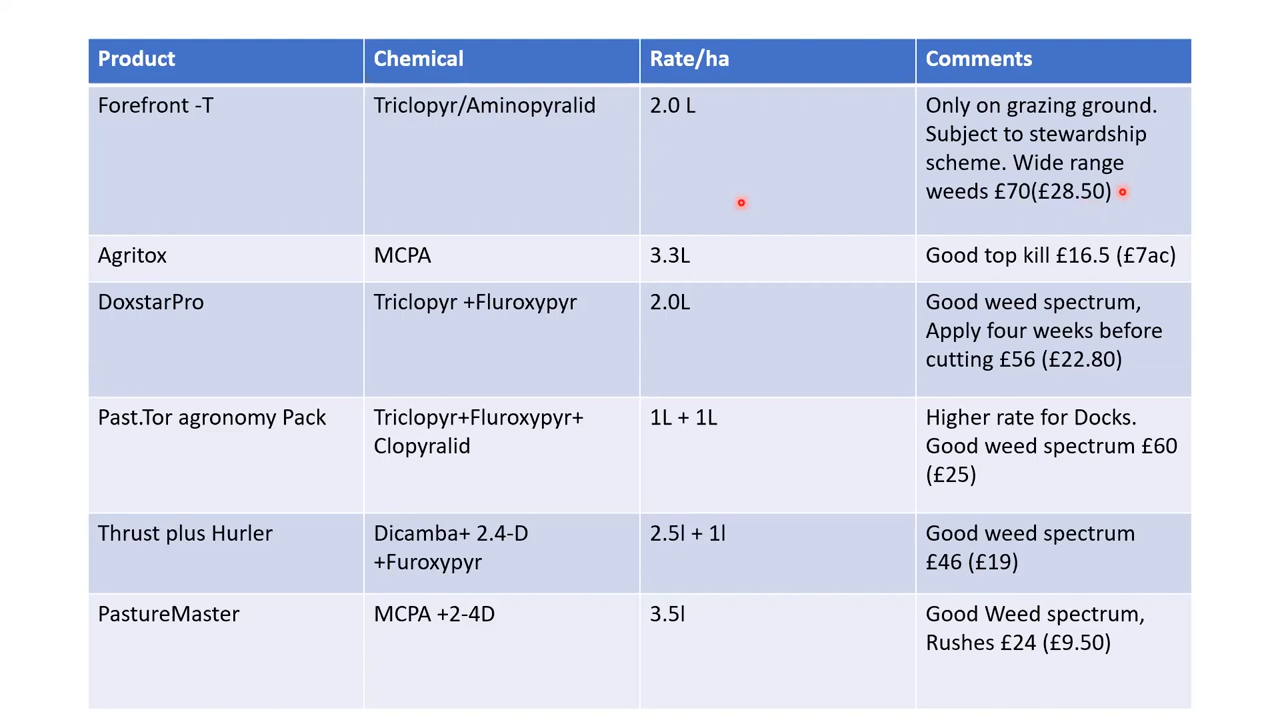 Product Chemical Rate/ha Comments
Forefront -T Triclopyr/Aminopyralid 2.0 L Only on grazing ground.
Subject to stewardship
scheme. Wide range
weeds £70(£28.50)
Agritox MCPA 3.3L Good top kill £16.5 (£7ac)
DoxstarPro Triclopyr +Fluroxypyr 2.0L Good weed spectrum,
Apply four weeks before
cutting £56 (£22.80)
Past.Tor agronomy Pack Triclopyr+Fluroxypyr+ 1L + 1L Higher rate for Docks.
Clopyralid Good weed spectrum £60
(£25)
Thrust plus Hurler Dicamba+ 2.4-D 2.5l + 1l Good weed spectrum
+Furoxypyr £46 (£19)
PastureMaster MCPA +2-4D 3.5l Good Weed spectrum,
Rushes £24 (£9.50)